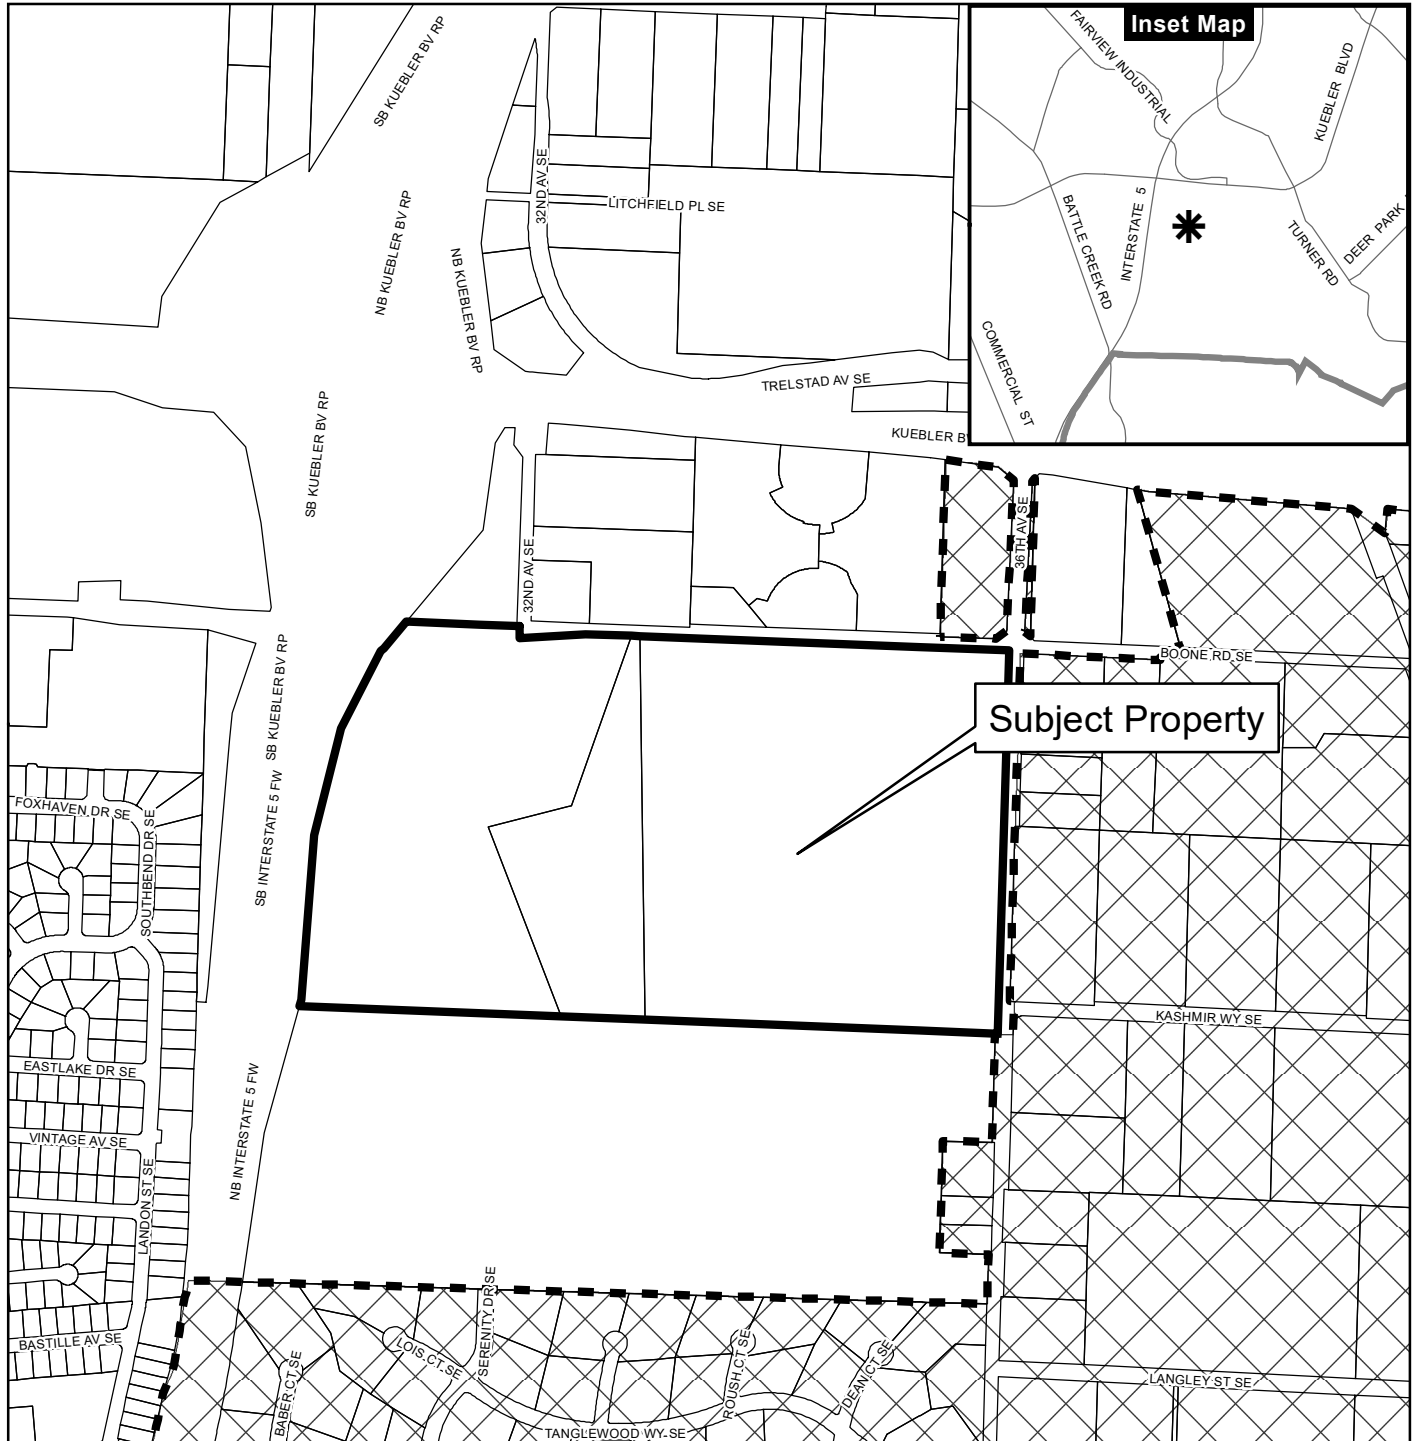 Inset Map
FAIRVIEW INDUSTRIAL
KUEBLER BLVD
BATTLE CREEK RD
INTERSTATE 5
TURNER RD
DEER PARK
COMMERCIAL ST
SB KUEBLER BV RP
NB KUEBLER BV RP
NB KUEBLER BV RP
32ND AV SE
LITCHFIELD PL SE
TRELSTAD AV SE
KUEBLER BV
SB KUEBLER BV RP
32ND AV SE
36TH AV SE
BOONE RD SE
SB KUEBLER BV RP
Subject Property
SB INTERSTATE 5 FW
FOXHAVEN DR SE
SOUTHBEND DR SE
KASHMIR WY SE
EASTLAKE DR SE
NB INTERSTATE 5 FW
VINTAGE AV SE
LANDON ST SE
BASTILLE AV SE
BABER CT SE
LOIS CT SE
SERENITY DR SE
ROUSH CT SE
DEAN CT SE
TANGLEWOOD WY SE
LANGLEY ST SE